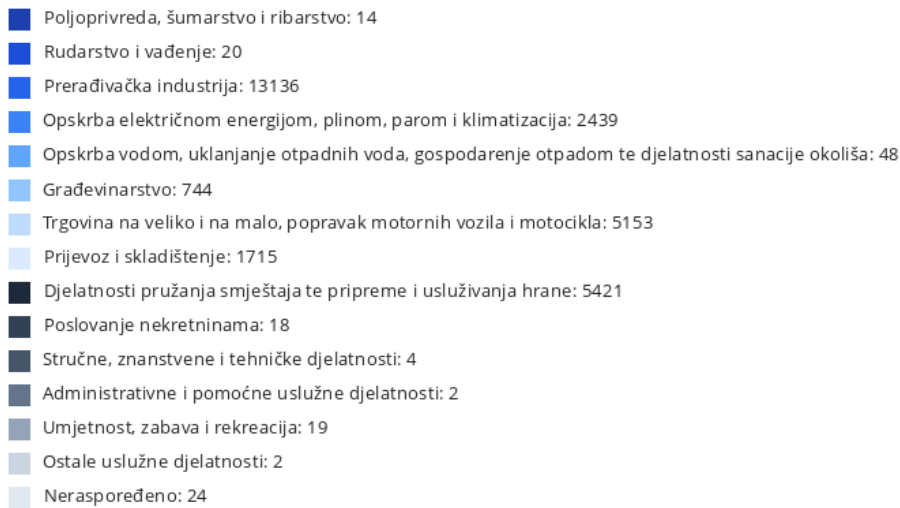 Poljoprivreda, šumarstvo i ribarstvo: 14
Rudarstvo i vađenje: 20
Prerađivačka industrija: 13136
Opskrba električnom energijom, plinom, parom i klimatizacija: 2439
Opskrba vodom, uklanjanje otpadnih voda, gospodarenje otpadom te djelatnosti sanacije okoliša: 48
Građevinarstvo: 744
Trgovina na veliko i na malo, popravak motornih vozila i motocikla: 5153
Prijevoz i skladištenje: 1715
Djelatnosti pružanja smještaja te pripreme i usluživanja hrane: 5421
Poslovanje nekretninama: 18
Stručne, znanstvene i tehničke djelatnosti: 4
Administrativne i pomoćne uslužne djelatnosti: 2
Umjetnost, zabava i rekreacija: 19
Ostale uslužne djelatnosti: 2
Neraspoređeno: 24